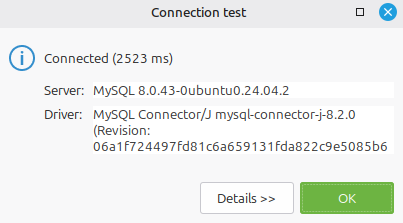 Connection test
Connected (2523 ms)
Server: MySQL 8.0.43-0ubuntu0.24.04.2
Driver: MySQL Connector/J mysql-connector-j-8.2.0
(Revision:
06a1f724497fd81c6a659131fda822c9e5085b6
Details >>
OK